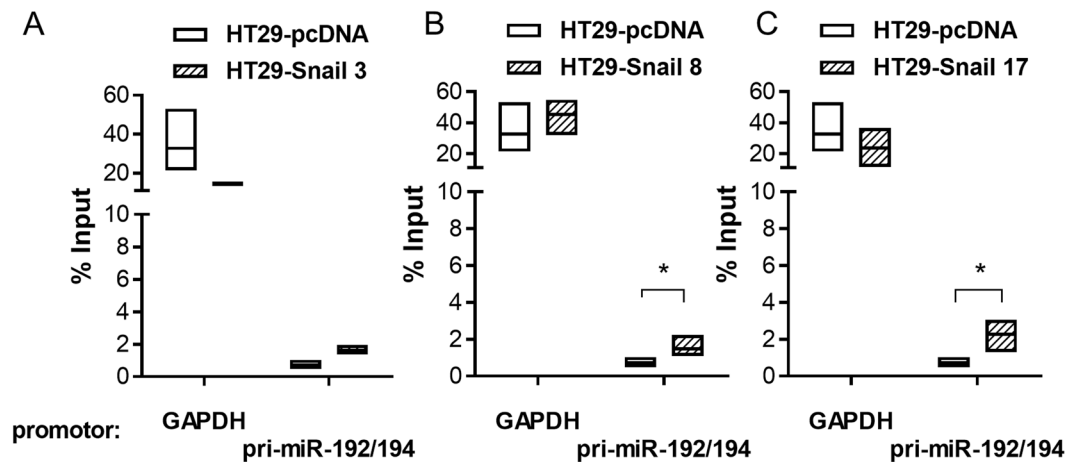 A
HT29-pcDNA
HT29-Snail 3
% Input
60
40
20
10
8
6
4
2
0
B
HT29-pcDNA
HT29-Snail 8
% Input
60
40
20
10
8
6
4
2
0
*
C
HT29-pcDNA
HT29-Snail 17
% Input
60
40
20
10
8
6
4
2
0
*
promotor:
GAPDH
pri-miR-192/194
GAPDH
pri-miR-192/194
GAPDH
pri-miR-192/194